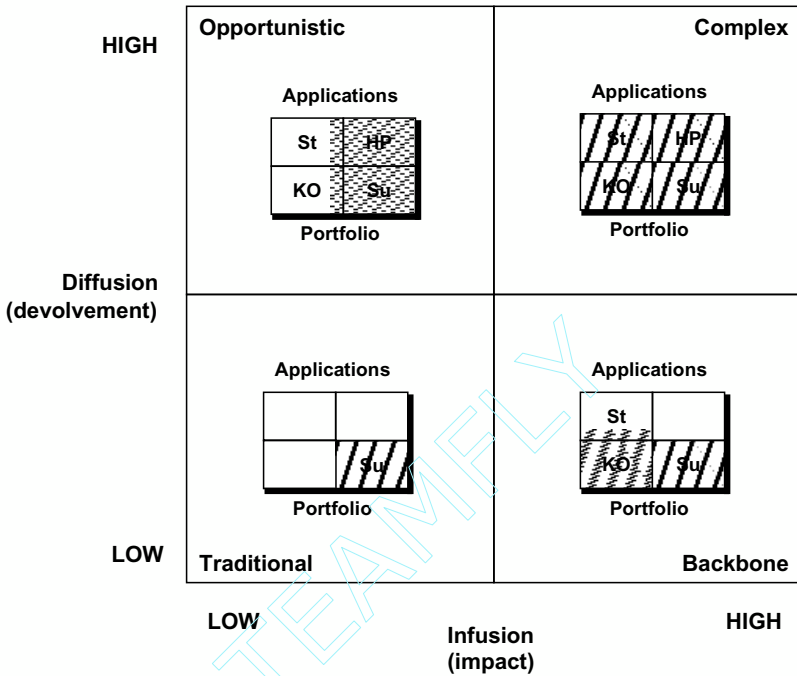 HIGH
Opportunistic
Complex
Applications
St HP
KO Su
Portfolio
Applications
St HP
KO Su
Portfolio
Diffusion
(devolvement)
Applications
Su
Portfolio
Applications
St
KO Su
Portfolio
LOW
Traditional
Backbone
LOW
Infusion
(impact)
HIGH
TEAMFLY